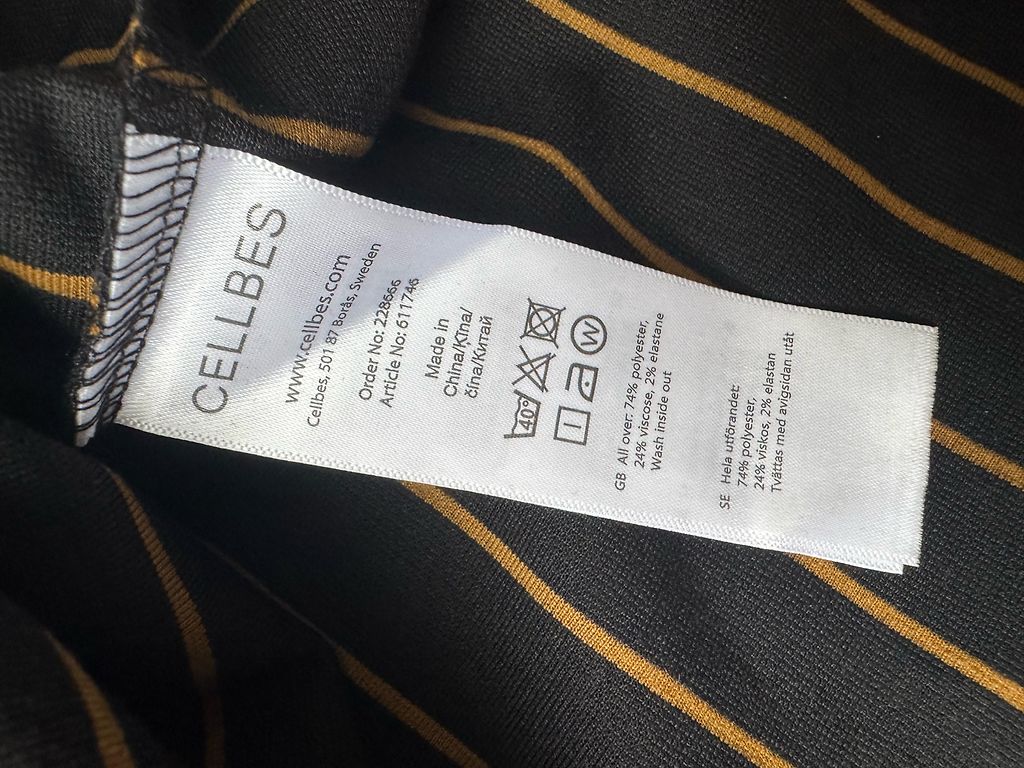 CELLBES
www.cellbes.com
Cellbes, 501 87 Borås, Sweden
Order No: 228666
Article No: 611746
Made in
China/Ķīna/
čína/Китай
40°
W
GB All over: 74% polyester,
24% viscose, 2% elastane
Wash inside out
SE Hela utförandet:
74% polyester,
24% viskos, 2% elastan
Tvättas med avigsidan utåt